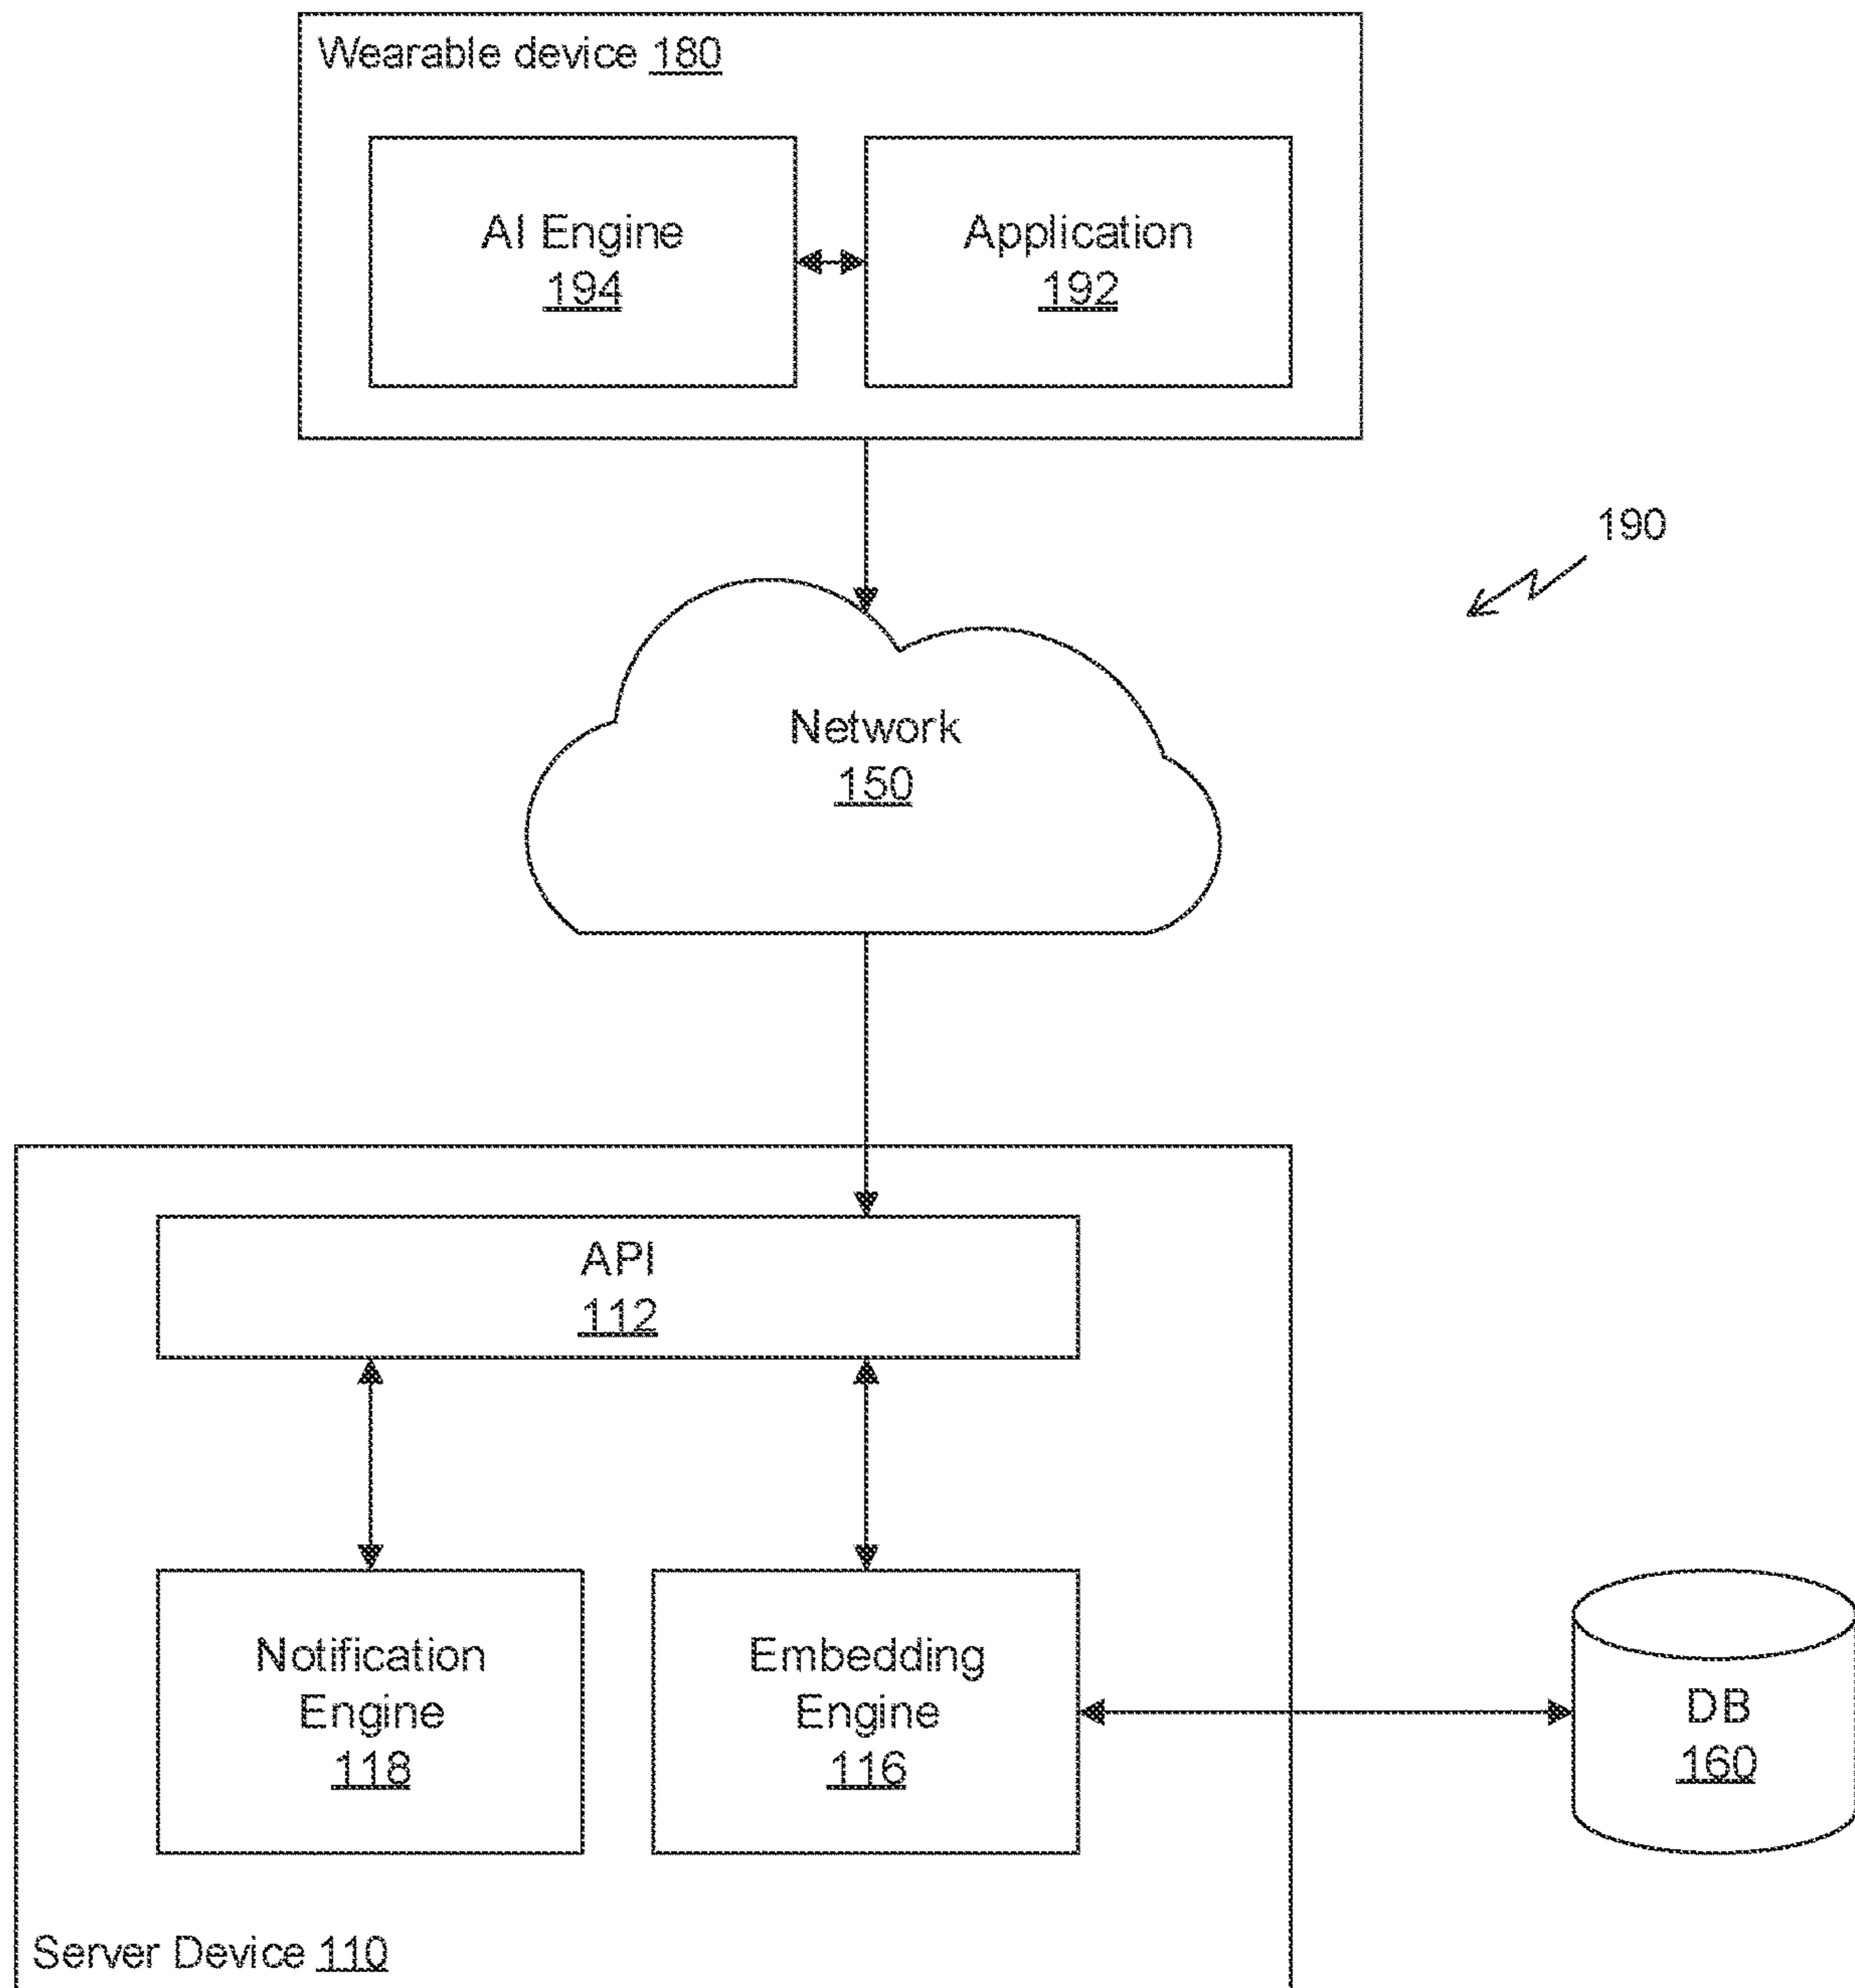 Wearable device 180
AI Engine
194
Application
192
190
Network
150
API
112
Notification
Engine
118
Embedding
Engine
116
DB
160
Server Device 110